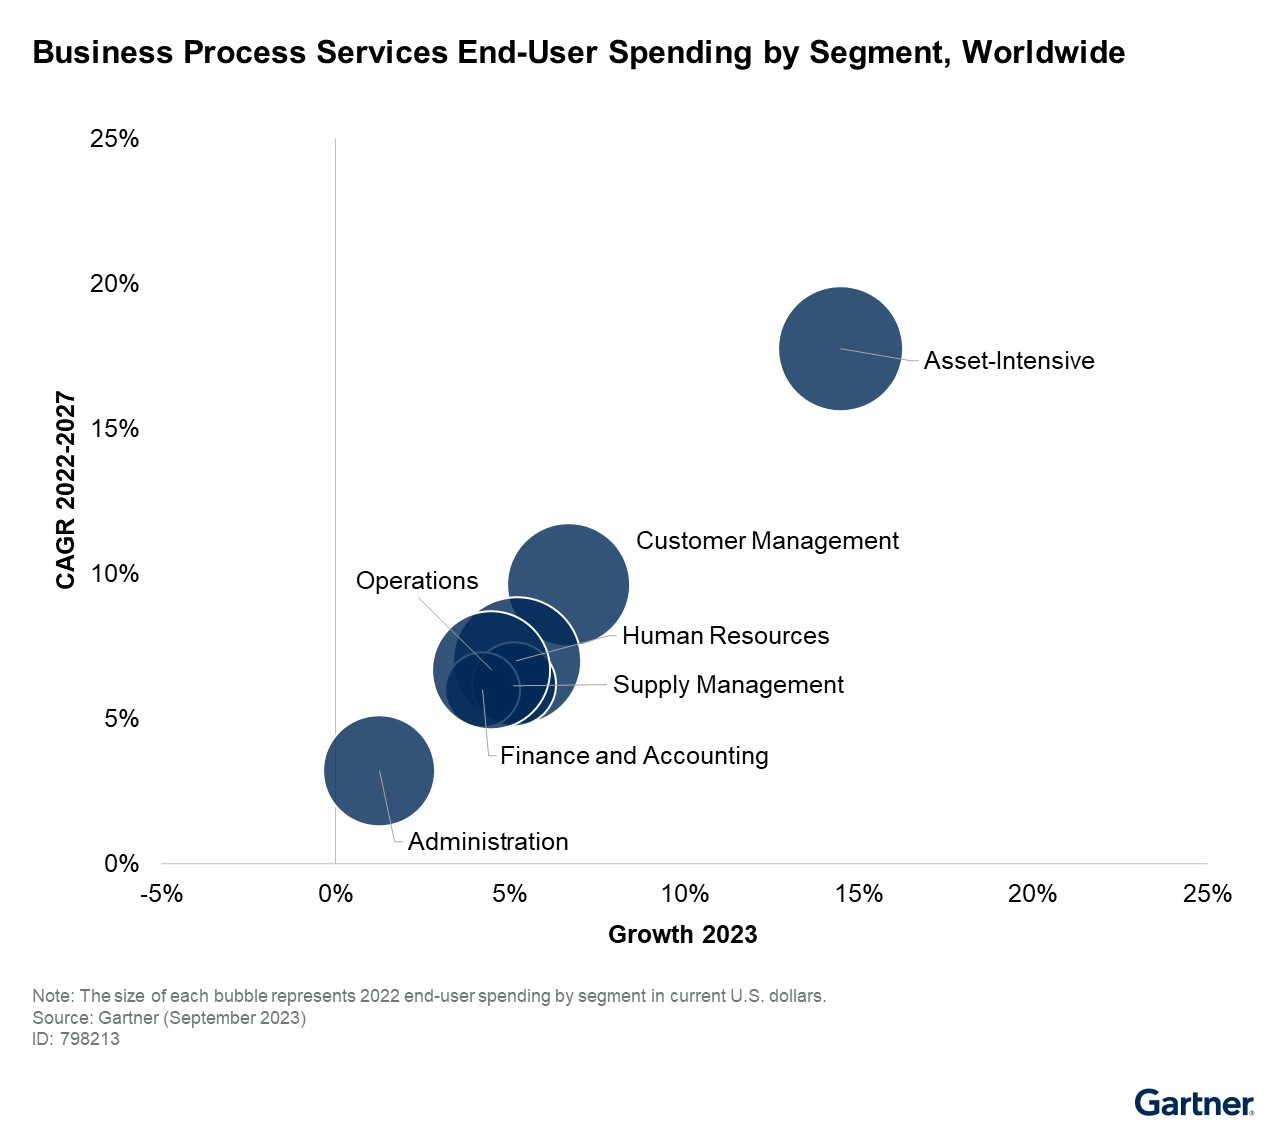 Business Process Services End-User Spending by Segment, Worldwide
25%
20%
Asset-Intensive
15%
CAGR 2022-2027
Customer Management
10%
Operations
Human Resources
Supply Management
5%
Finance and Accounting
Administration
0%
-5% 0% 5% 10% 15% 20% 25%
Growth 2023
Note: The size of each bubble represents 2022 end-user spending by segment in current U.S. dollars.
Source: Gartner (September 2023)
ID: 798213
Gartner®